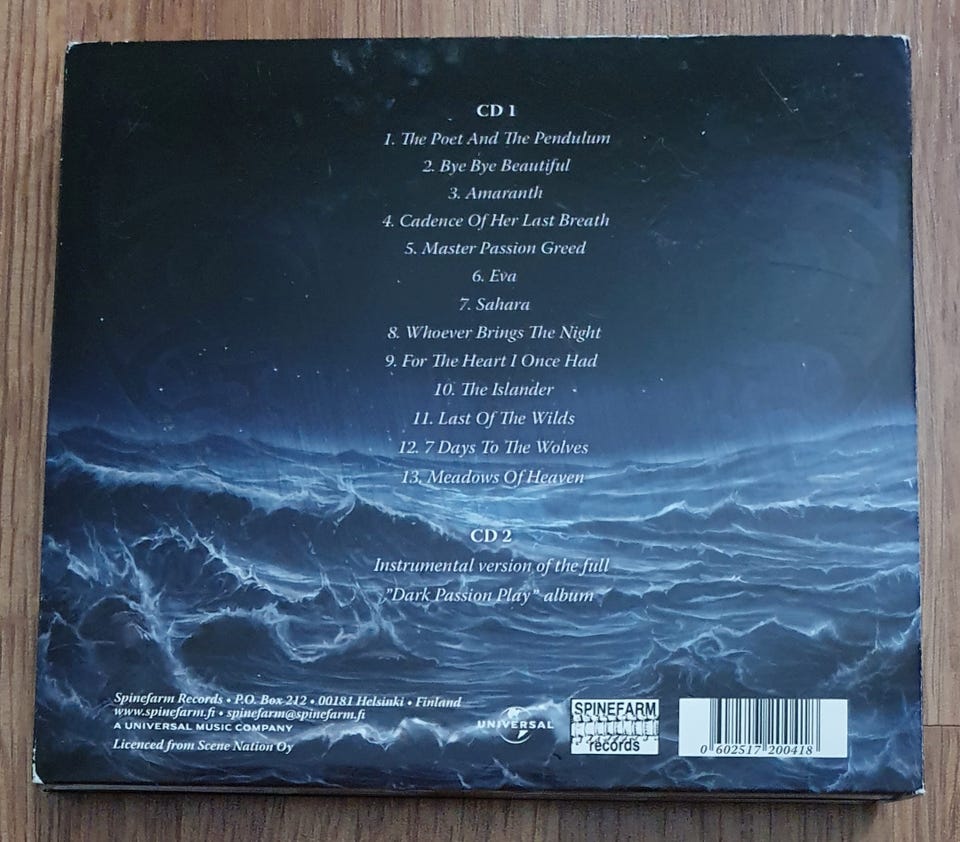 CD 1
1. The Poet And The Pendulum
2. Bye Bye Beautiful
3. Amaranth
4. Cadence Of Her Last Breath
5. Master Passion Greed
6. Eva
7. Sahara
8. Whoever Brings The Night
9. For The Heart I Once Had
10. The Islander
11. Last Of The Wilds
12. 7 Days To The Wolves
13. Meadows Of Heaven
CD 2
Instrumental version of the full
"Dark Passion Play" album
Spinefarm Records • P.O. Box 212 • 00181 Helsinki • Finland
www.spinefarm.fi • spinefarm@spinefarm.fi
A UNIVERSAL MUSIC COMPANY
Licenced from Scene Nation Oy
UNIVERSAL
SPINEFARM
records
0 602517 200418